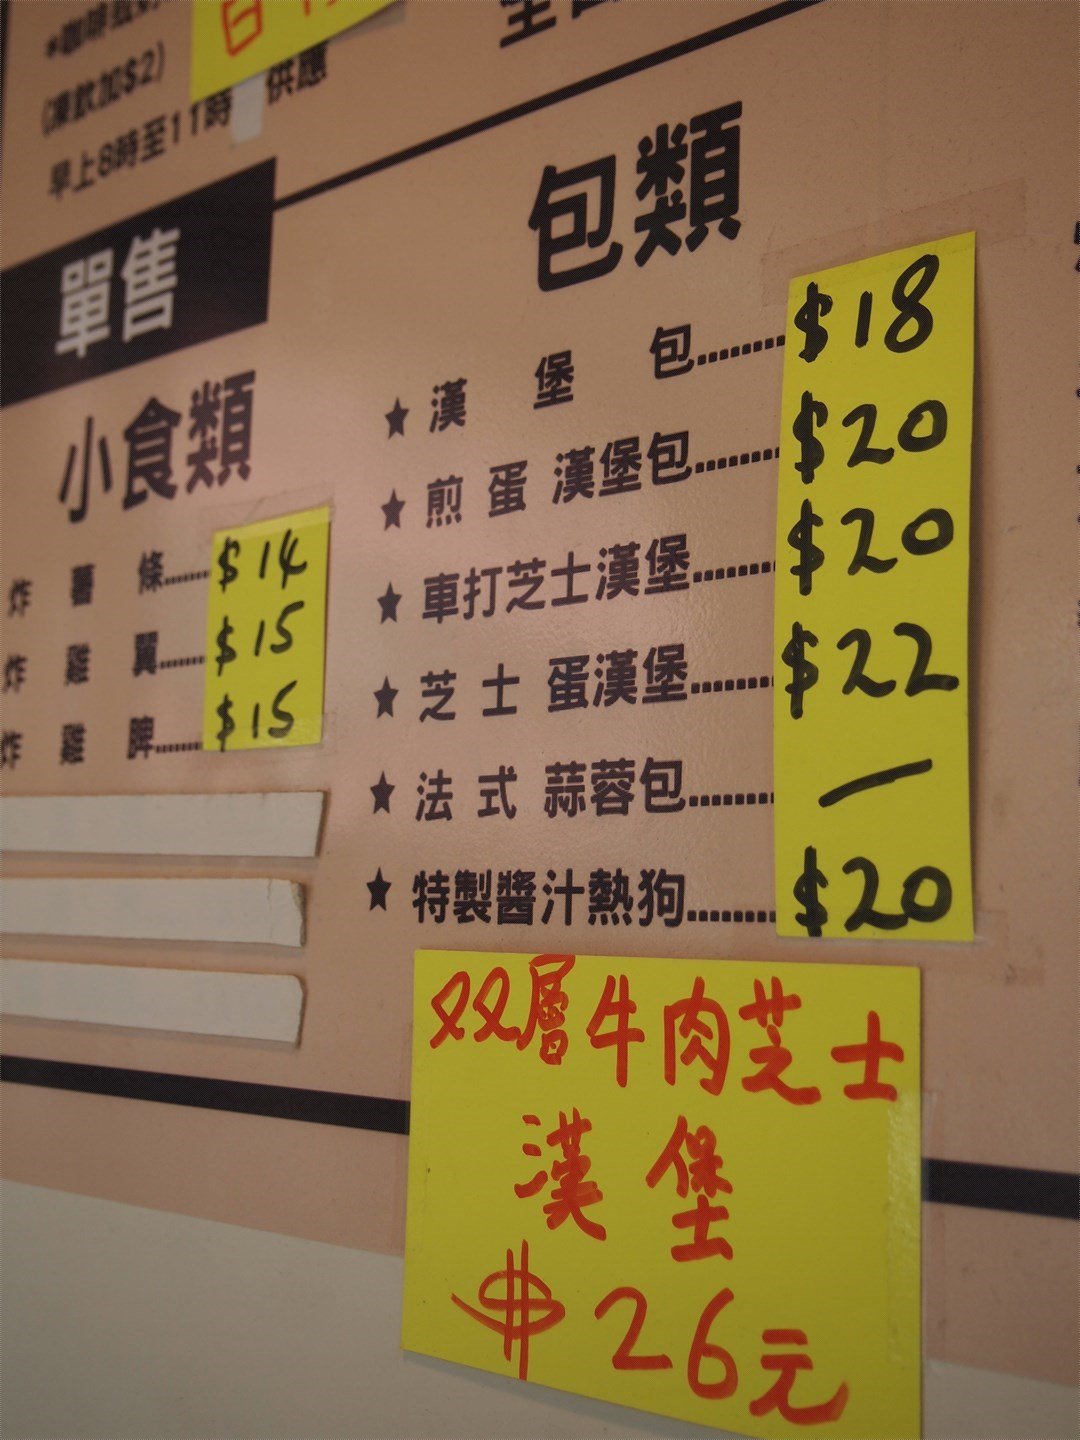 (凍飲加$2)
早上8時至11時 供應
單售
小食類
炸薯條........$14
炸雞翼........$15
炸雞脾........$15
包類
★ 漢堡包........$18
★ 煎蛋漢堡包........$20
★ 車打芝士漢堡........$20
★ 芝士蛋漢堡........$22
★ 法式蒜蓉包........—
★ 特製醬汁熱狗........$20
双層牛肉芝士
漢堡
$26元